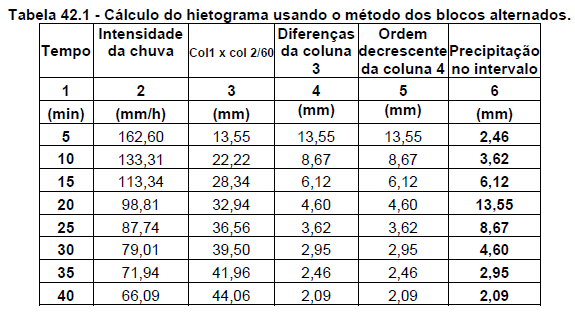 Tabela 42.1 - Cálculo do hietograma usando o método dos blocos alternados.
Tempo Intensidade da chuva Col1 x col 2/60 Diferenças da coluna 3 Ordem decrescente da coluna 4 Precipitação no intervalo
1 2 3 4 5 6
(min) (mm/h) (mm) (mm) (mm) (mm)
5 162,60 13,55 13,55 13,55 2,46
10 133,31 22,22 8,67 8,67 3,62
15 113,34 28,34 6,12 6,12 6,12
20 98,81 32,94 4,60 4,60 13,55
25 87,74 36,56 3,62 3,62 8,67
30 79,01 39,50 2,95 2,95 4,60
35 71,94 41,96 2,46 2,46 2,95
40 66,09 44,06 2,09 2,09 2,09